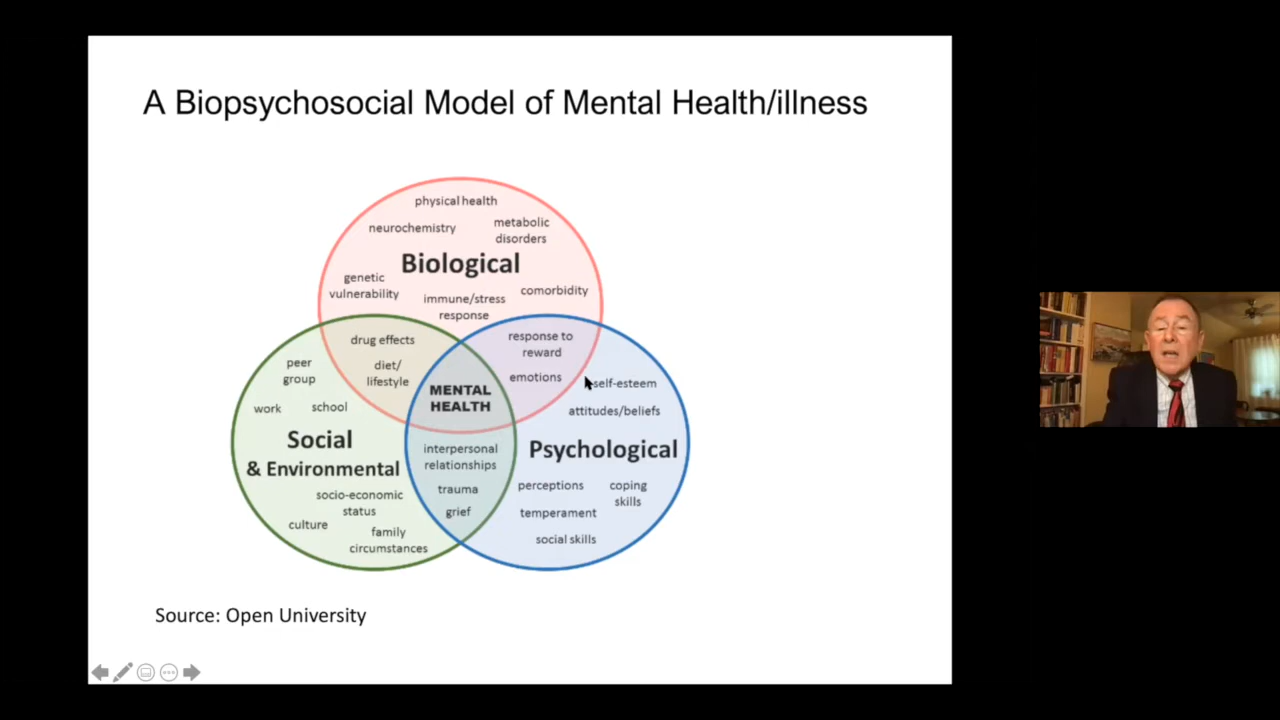 A Biopsychosocial Model of Mental Health/illness
physical health
neurochemistry
metabolic
disorders
Biological
genetic
vulnerability
immune/stress
response
comorbidity
drug effects
diet/
lifestyle
response to
reward
emotions
MENTAL
HEALTH
peer
group
work
school
Social
& Environmental
socio-economic
status
culture
family
circumstances
interpersonal
relationships
trauma
grief
self-esteem
attitudes/beliefs
Psychological
perceptions
coping
skills
temperament
social skills
Source: Open University